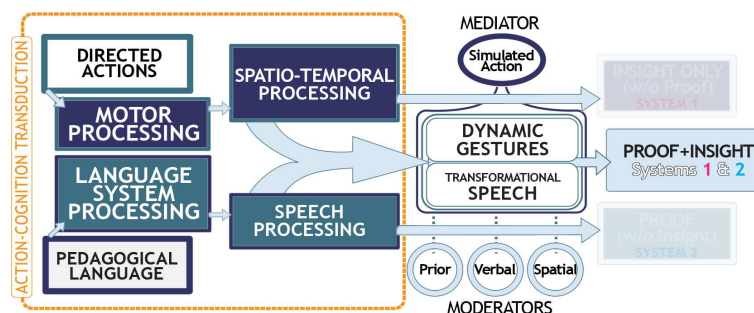 ACTION-COGNITION TRANSDUCTION
DIRECTED
ACTIONS
MOTOR
PROCESSING
LANGUAGE
SYSTEM
PROCESSING
PEDAGOGICAL
LANGUAGE
SPATIO-TEMPORAL
PROCESSING
SPEECH
PROCESSING
MEDIATOR
Simulated
Action
DYNAMIC
GESTURES
TRANSFORMATIONAL
SPEECH
Prior
Verbal
Spatial
MODERATORS
INSIGHT ONLY
(w/o Proof)
SYSTEM 1
PROOF+INSIGHT
Systems 1 & 2
PROOF
(w/o Insight)
SYSTEM 2